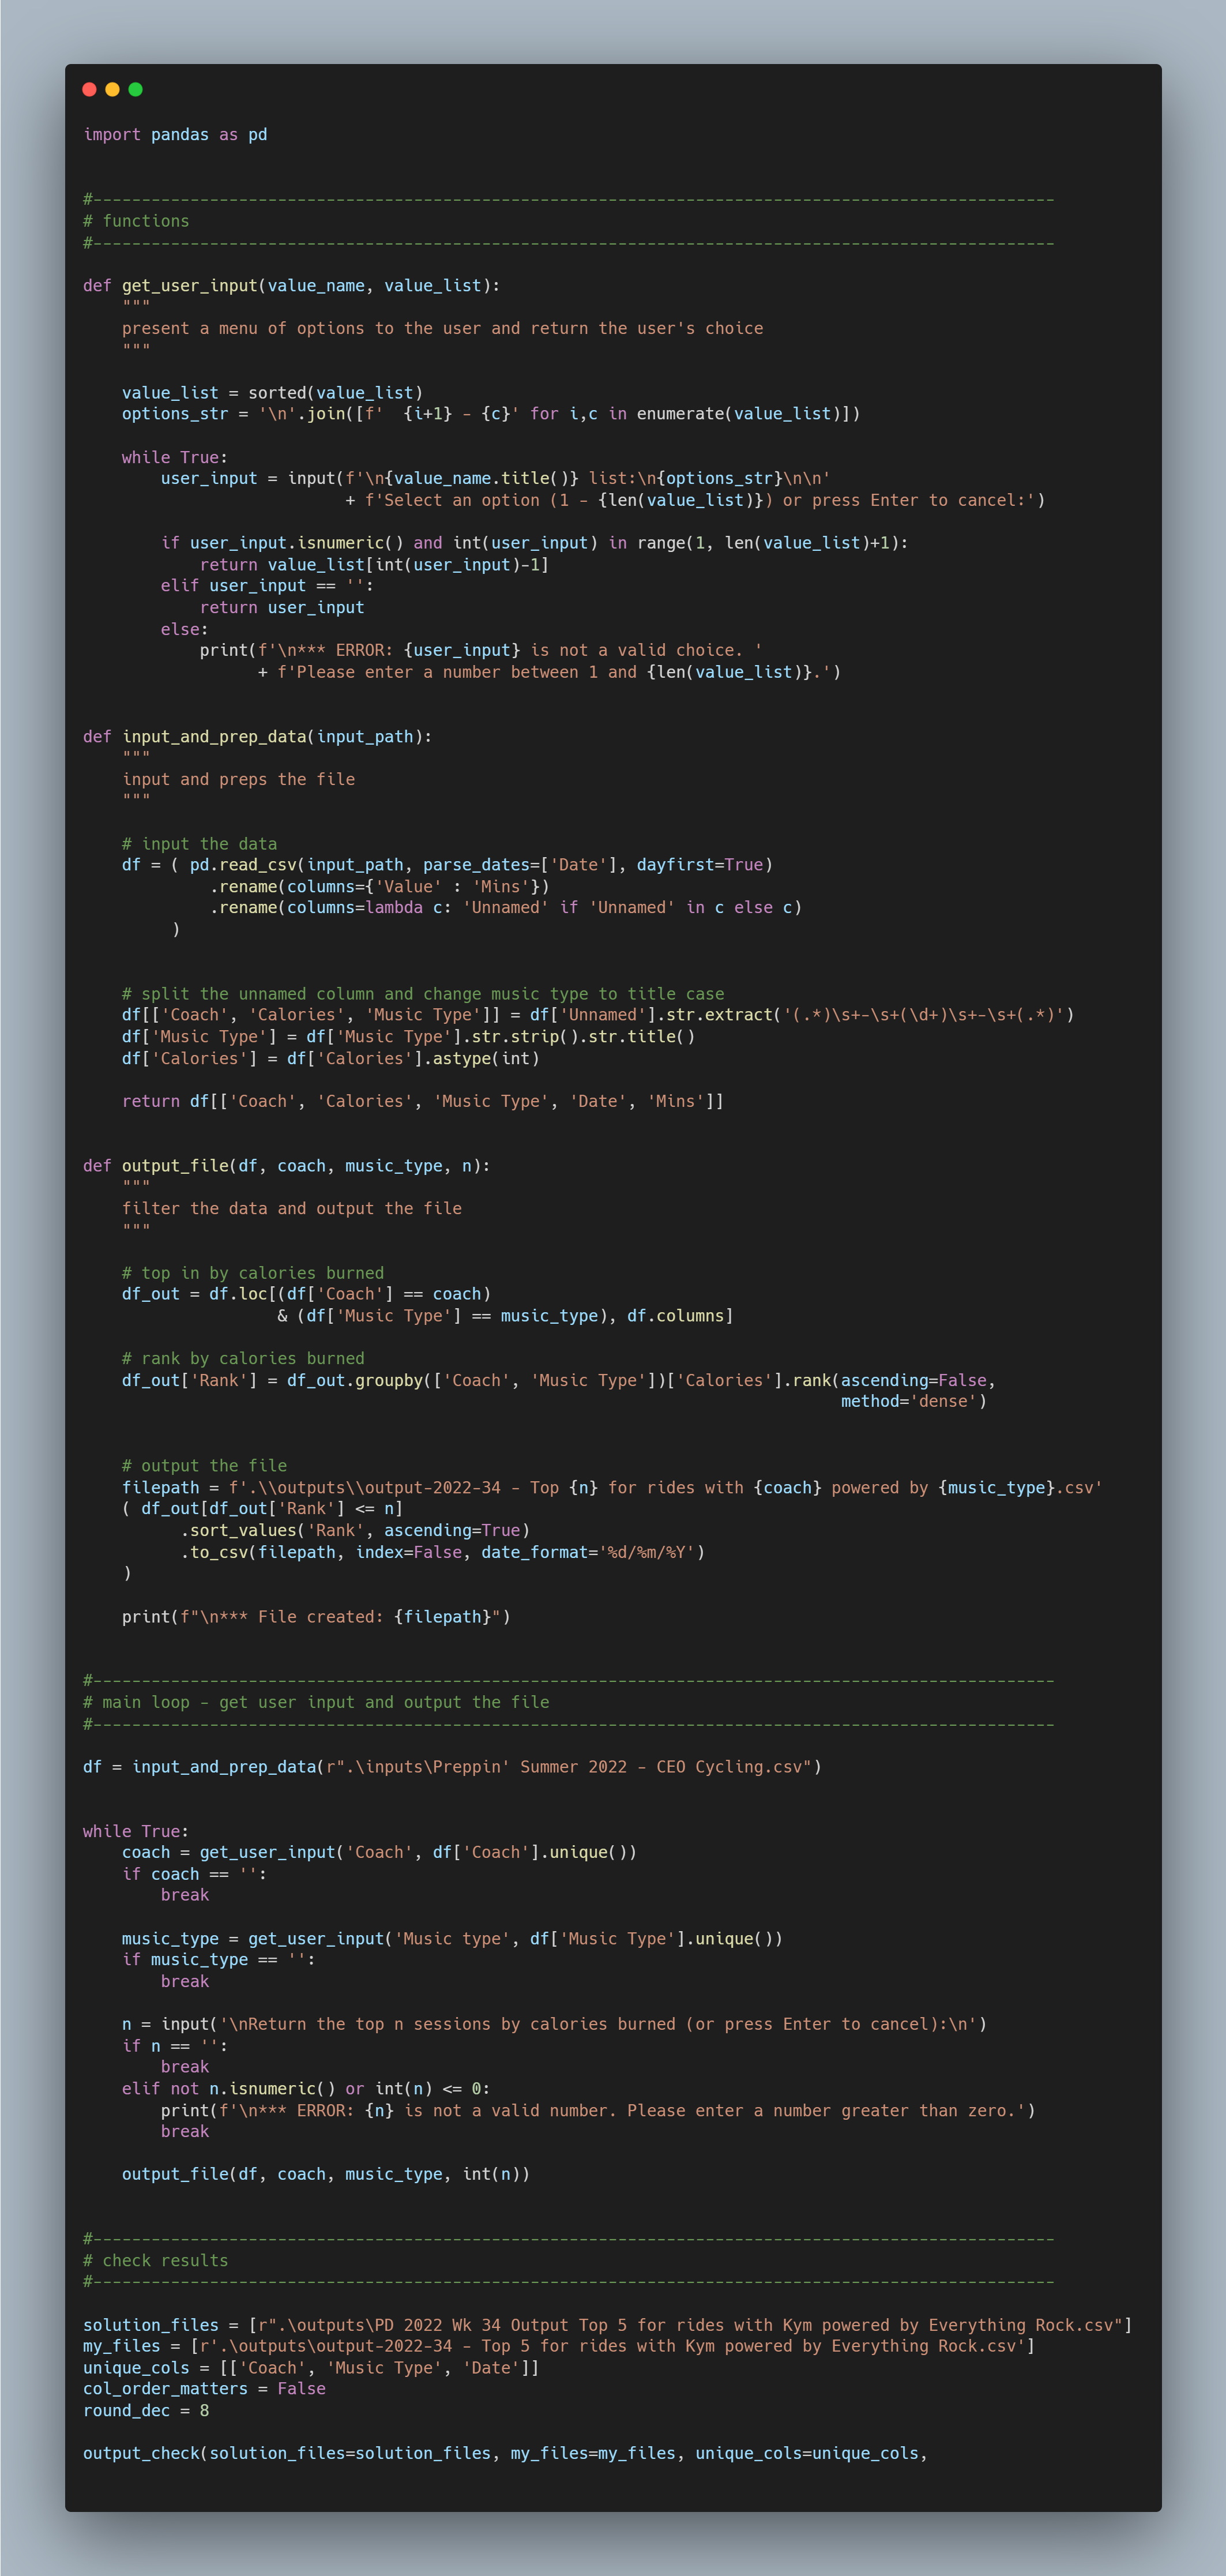 import pandas as pd
#---------------------------------------------------------------------------------------------------
# functions
#---------------------------------------------------------------------------------------------------
def get_user_input(value_name, value_list):
    """
    present a menu of options to the user and return the user's choice
    """
    value_list = sorted(value_list)
    options_str = '\n'.join([f'  {i+1} - {c}' for i,c in enumerate(value_list)])
    while True:
        user_input = input(f'\n{value_name.title()} list:\n{options_str}\n\n'
                           + f'Select an option (1 - {len(value_list)}) or press Enter to cancel:')
        if user_input.isnumeric() and int(user_input) in range(1, len(value_list)+1):
            return value_list[int(user_input)-1]
        elif user_input == '':
            return user_input
        else:
            print(f'\n*** ERROR: {user_input} is not a valid choice. '
                  + f'Please enter a number between 1 and {len(value_list)}.')
def input_and_prep_data(input_path):
    """
    input and preps the file
    """
    # input the data
    df = ( pd.read_csv(input_path, parse_dates=['Date'], dayfirst=True)
             .rename(columns={'Value' : 'Mins'})
             .rename(columns=lambda c: 'Unnamed' if 'Unnamed' in c else c)
         )
    # split the unnamed column and change music type to title case
    df[['Coach', 'Calories', 'Music Type']] = df['Unnamed'].str.extract('(.*)\s+-\s+(\d+)\s+-\s+(.*)')
    df['Music Type'] = df['Music Type'].str.strip().str.title()
    df['Calories'] = df['Calories'].astype(int)
    return df[['Coach', 'Calories', 'Music Type', 'Date', 'Mins']]
def output_file(df, coach, music_type, n):
    """
    filter the data and output the file
    """
    # top in by calories burned
    df_out = df.loc[(df['Coach'] == coach)
                    & (df['Music Type'] == music_type), df.columns]
    # rank by calories burned
    df_out['Rank'] = df_out.groupby(['Coach', 'Music Type'])['Calories'].rank(ascending=False,
                                                                              method='dense')
    # output the file
    filepath = f'.\\outputs\\output-2022-34 - Top {n} for rides with {coach} powered by {music_type}.csv'
    ( df_out[df_out['Rank'] <= n]
          .sort_values('Rank', ascending=True)
          .to_csv(filepath, index=False, date_format='%d/%m/%Y')
    )
    print(f"\n*** File created: {filepath}")
#---------------------------------------------------------------------------------------------------
# main loop - get user input and output the file
#---------------------------------------------------------------------------------------------------
df = input_and_prep_data(r".\inputs\Preppin' Summer 2022 - CEO Cycling.csv")
while True:
    coach = get_user_input('Coach', df['Coach'].unique())
    if coach == '':
        break
    music_type = get_user_input('Music type', df['Music Type'].unique())
    if music_type == '':
        break
    n = input('\nReturn the top n sessions by calories burned (or press Enter to cancel):\n')
    if n == '':
        break
    elif not n.isnumeric() or int(n) <= 0:
        print(f'\n*** ERROR: {n} is not a valid number. Please enter a number greater than zero.')
        break
    output_file(df, coach, music_type, int(n))
#---------------------------------------------------------------------------------------------------
# check results
#---------------------------------------------------------------------------------------------------
solution_files = [r".\outputs\PD 2022 Wk 34 Output Top 5 for rides with Kym powered by Everything Rock.csv"]
my_files = [r'.\outputs\output-2022-34 - Top 5 for rides with Kym powered by Everything Rock.csv']
unique_cols = [['Coach', 'Music Type', 'Date']]
col_order_matters = False
round_dec = 8
output_check(solution_files=solution_files, my_files=my_files, unique_cols=unique_cols,